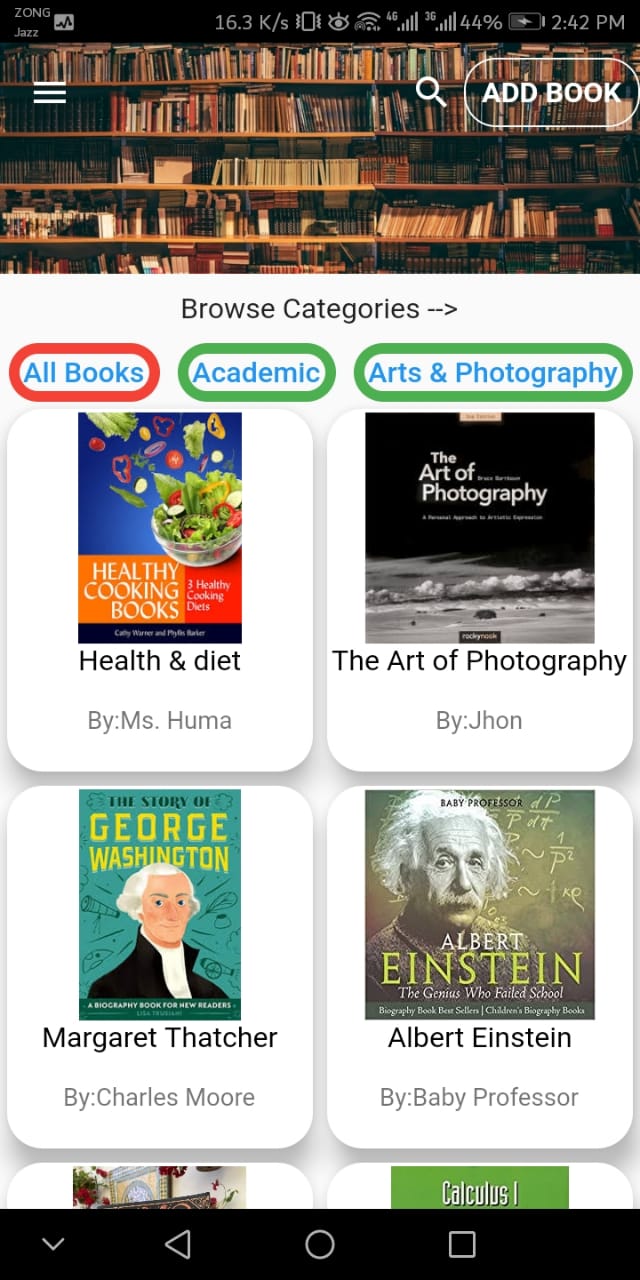 ZONG
Jazz
16.3 K/s 4G 3G 44% 2:42 PM
ADD BOOK
Browse Categories -->
All Books Academic Arts & Photography
HEALTHY
COOKING
BOOKS
3 Healthy
Cooking
Diets
Cathy Warner and Phyllis Barker
Health & diet
By:Ms. Huma
The
Art of
Bruce Barnbaum
Photography
A Personal Approach to Artistic Expression
rockynook
The Art of Photography
By:Jhon
THE STORY OF
GEORGE
WASHINGTON
A BIOGRAPHY BOOK FOR NEW READERS
LISA TRUSIANI
Margaret Thatcher
By:Charles Moore
BABY PROFESSOR
ALBERT
EINSTEIN
The Genius Who Failed School
Biography Book Best Sellers | Children's Biography Books
Albert Einstein
By:Baby Professor
Calculus I